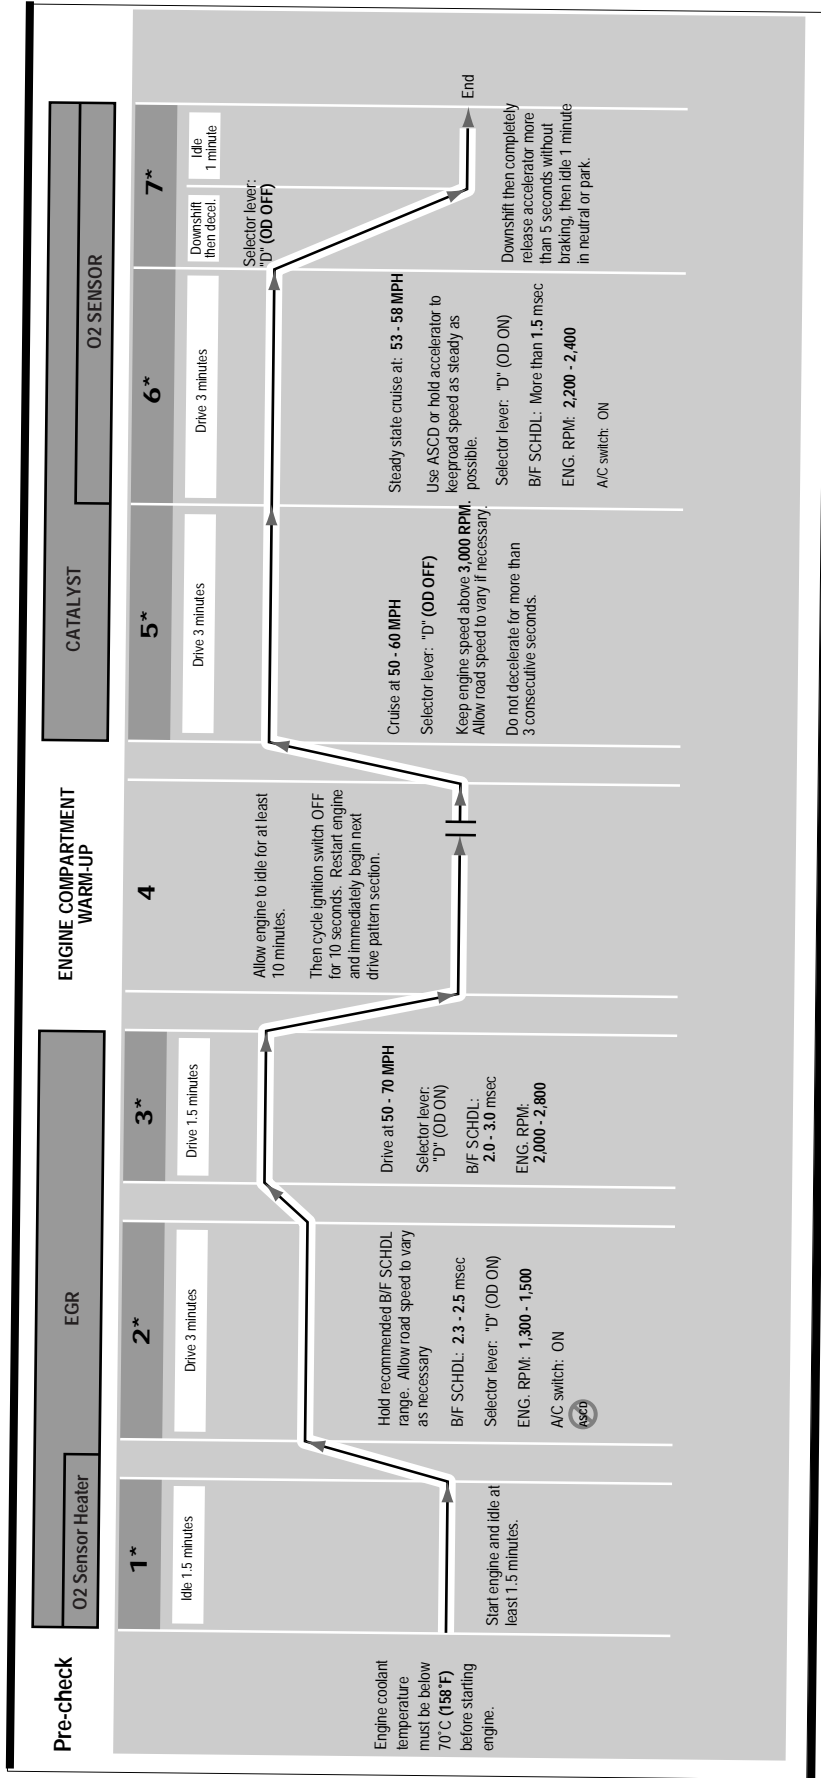 Pre-check
O2 Sensor Heater
EGR
ENGINE COMPARTMENT
WARM-UP
CATALYST
O2 SENSOR
Engine coolant
temperature
must be below
70˚C (158˚F)
before starting
engine.
1*
Idle 1.5 minutes
Start engine and idle at
least 1.5 minutes.
2*
Drive 3 minutes
Hold recommended B/F SCHDL
range. Allow road speed to vary
as necessary
B/F SCHDL: 2.3 - 2.5 msec
Selector lever: "D" (OD ON)
ENG. RPM: 1,300 - 1,500
A/C switch: ON
ASCD
3*
Drive 1.5 minutes
Drive at 50 - 70 MPH
Selector lever:
"D" (OD ON)
B/F SCHDL:
2.0 - 3.0 msec
ENG. RPM:
2,000 - 2,800
4
Allow engine to idle for at least
10 minutes.
Then cycle ignition switch OFF
for 10 seconds. Restart engine
and immediately begin next
drive pattern section.
5*
Drive 3 minutes
Cruise at 50 - 60 MPH
Selector lever: "D" (OD OFF)
Keep engine speed above 3,000 RPM.
Allow road speed to vary if necessary.
Do not decelerate for more than
3 consecutive seconds.
6*
Drive 3 minutes
Steady state cruise at: 53 - 58 MPH
Use ASCD or hold accelerator to
keeproad speed as steady as
possible.
Selector lever: "D" (OD ON)
B/F SCHDL: More than 1.5 msec
ENG. RPM: 2,200 - 2,400
A/C switch: ON
7*
Downshift
then decel.
Idle
1 minute
Selector lever:
"D" (OD OFF)
End
Downshift then completely
release accelerator more
than 5 seconds without
braking, then idle 1 minute
in neutral or park.